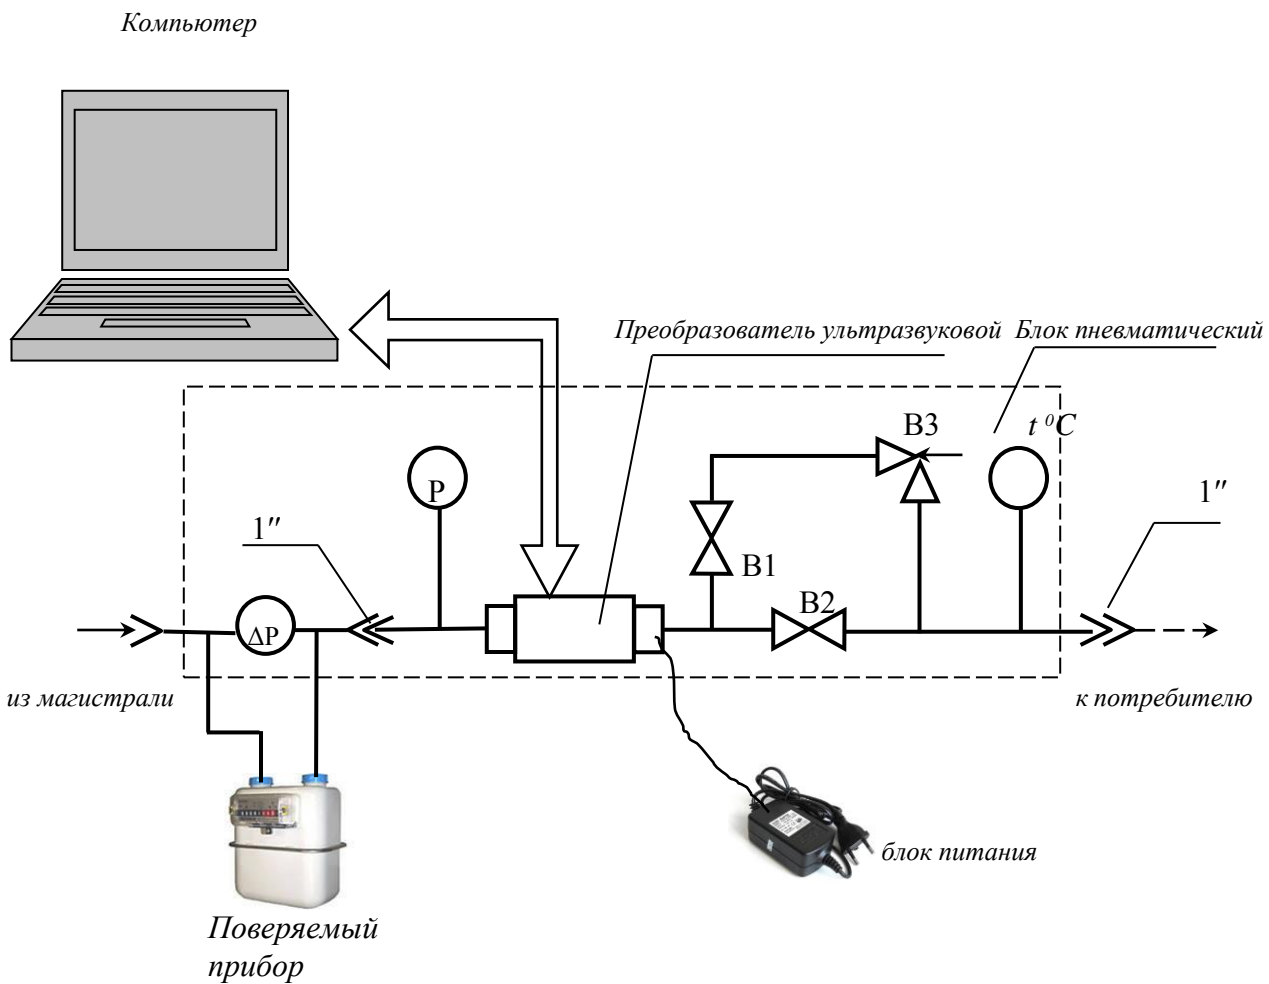 Компьютер
Преобразователь ультразвуковой
Блок пневматический
B3
t ⁰C
P
1″
1″
B1
B2
ΔP
из магистрали
к потребителю
блок питания
Поверяемый
прибор